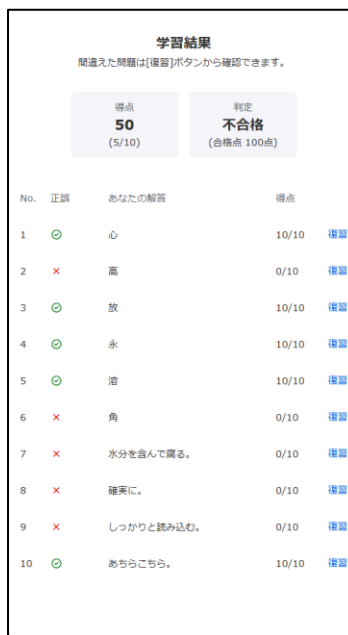 学習結果
間違えた問題は[復習]ボタンから確認できます。
得点 判定
50 不合格
(5/10) (合格点 100点)
No. 正誤 あなたの解答 得点
1 心 10/10 復習
2 高 0/10 復習
3 放 10/10 復習
4 永 10/10 復習
5 溶 10/10 復習
6 角 0/10 復習
7 水分を含んで腐る。 0/10 復習
8 確実に。 0/10 復習
9 しっかりと読み込む。 0/10 復習
10 あちらこちら。 10/10 復習